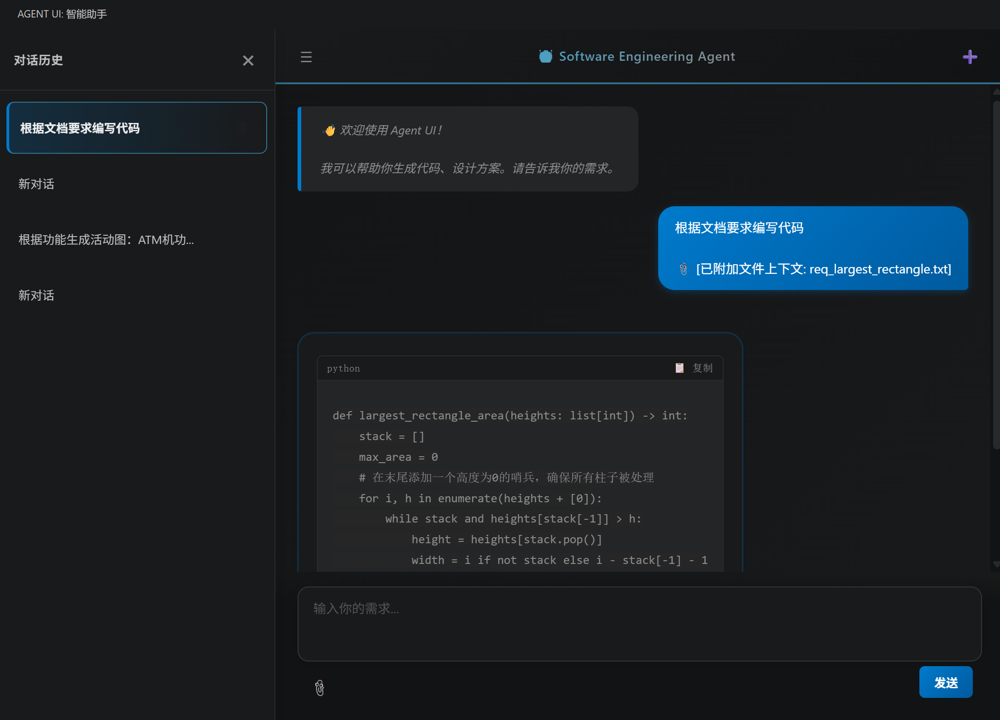 AGENT UI: 智能助手
对话历史
根据文档要求编写代码
新对话
根据功能生成活动图：ATM机功...
新对话
Software Engineering Agent
欢迎使用 Agent UI！
我可以帮助你生成代码、设计方案。请告诉我你的需求。
根据文档要求编写代码
[已附加文件上下文: req_largest_rectangle.txt]
python
复制
def largest_rectangle_area(heights: list[int]) -> int:
    stack = []
    max_area = 0
    # 在末尾添加一个高度为0的哨兵，确保所有柱子被处理
    for i, h in enumerate(heights + [0]):
        while stack and heights[stack[-1]] > h:
            height = heights[stack.pop()]
            width = i if not stack else i - stack[-1] - 1
输入你的需求...
发送